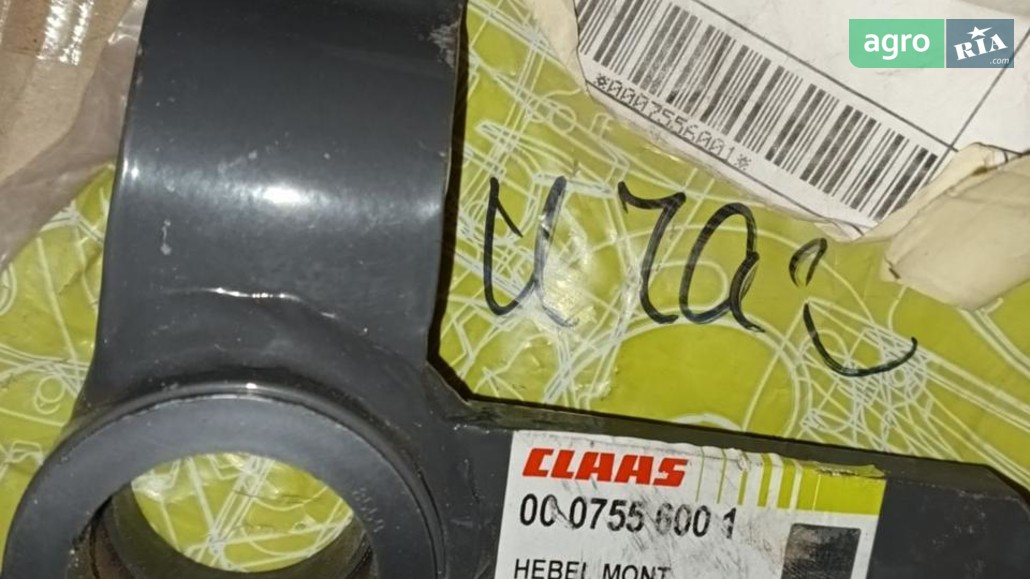 agro RIA
.com
*0007556001*
CLAAS
00 0755 600 1
HEBEL MONT